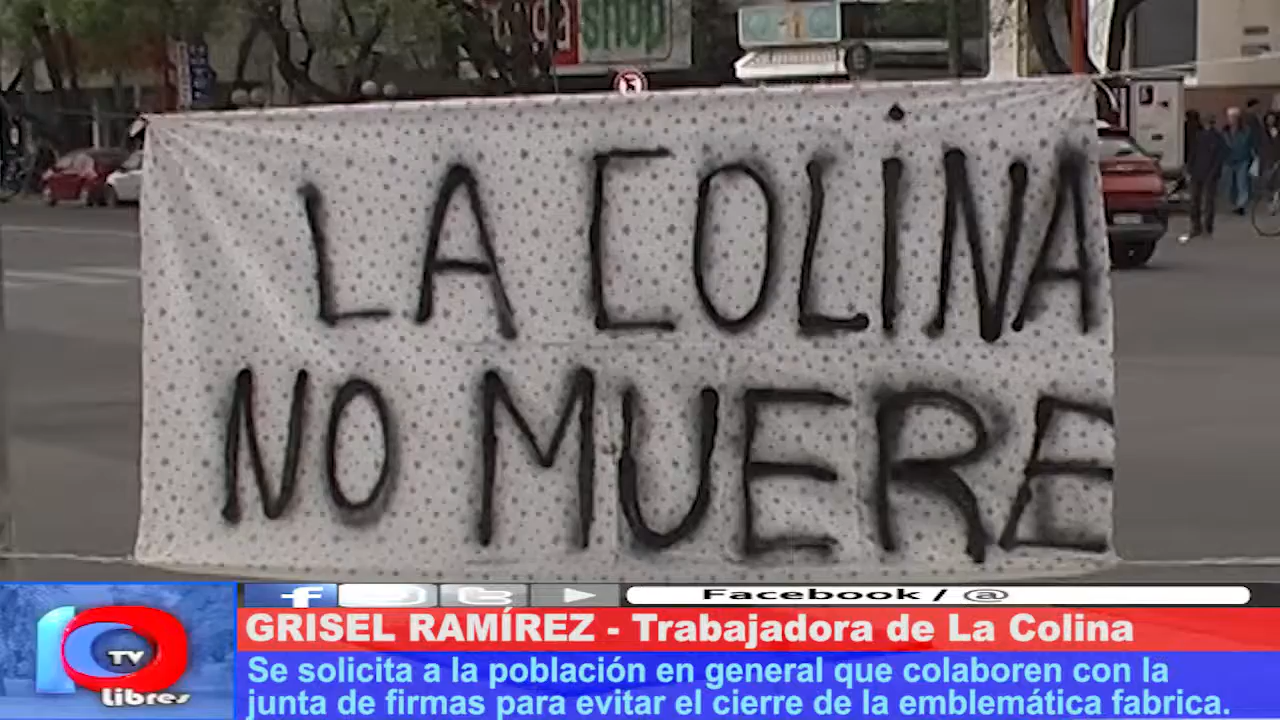 shop
LA COLINA
NO MUERE
Facebook / @
GRISEL RAMÍREZ - Trabajadora de La Colina
Se solicita a la población en general que colaboren con la
junta de firmas para evitar el cierre de la emblemática fabrica.
TV
libres